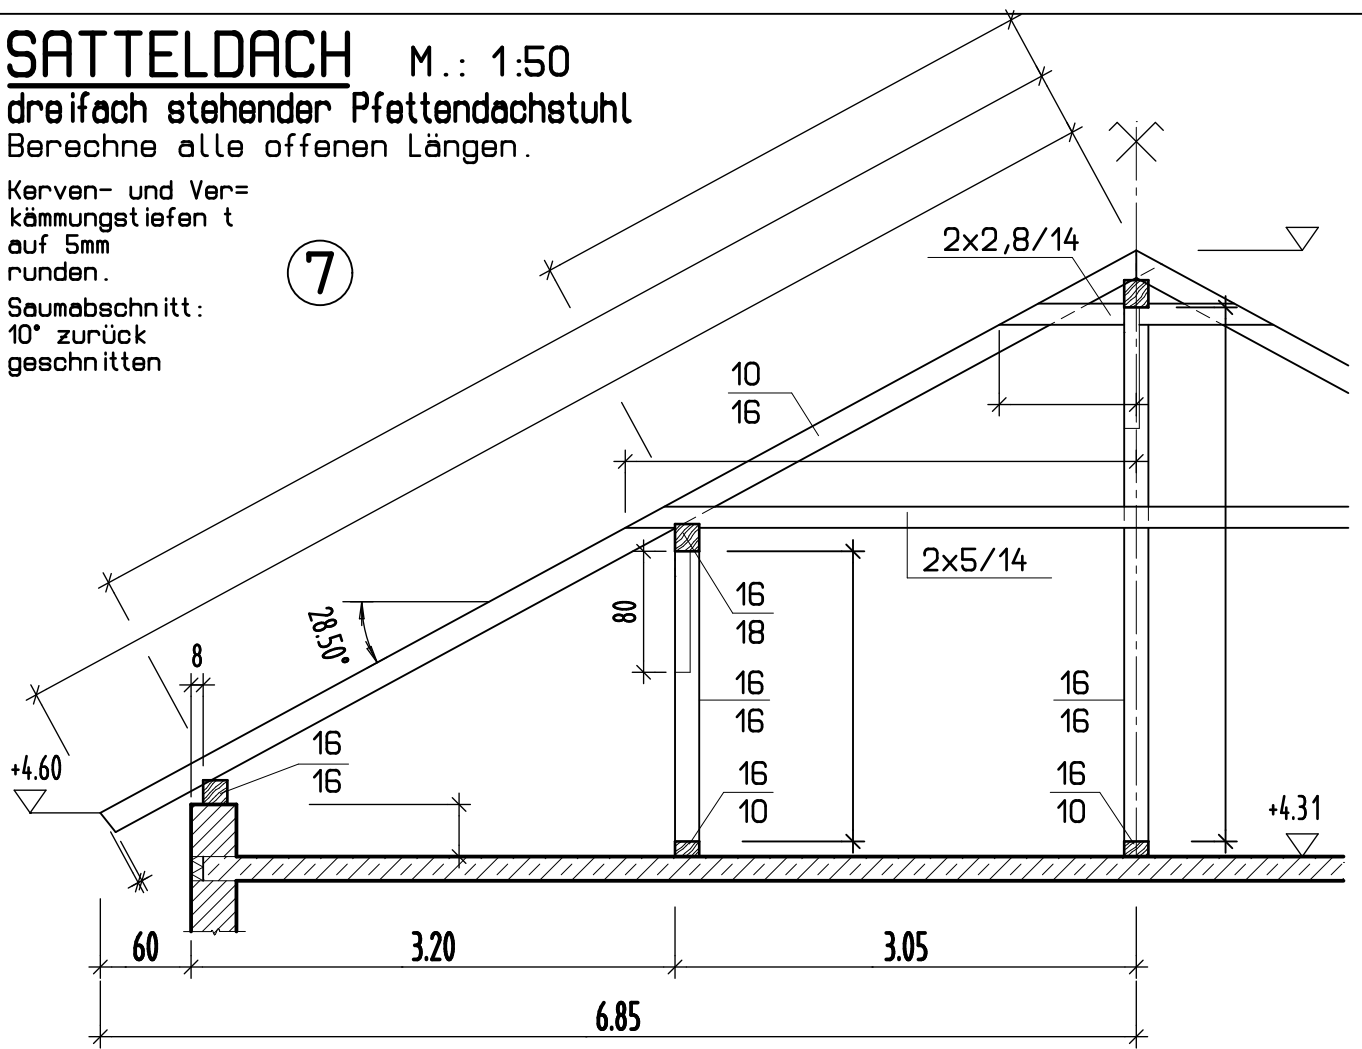 SATTELDACH M.: 1:50
dreifach stehender Pfettendachstuhl
Berechne alle offenen Längen.
Kerven- und Ver=
kämmungstiefen t
auf 5mm
runden.
Saumabschnitt:
10° zurück
geschnitten
7
2x2,8/14
10
16
2x5/14
80
16
18
28.50°
8
16
16
16
16
16
16
+4.60
16
10
16
10
+4.31
60
3.20
3.05
6.85